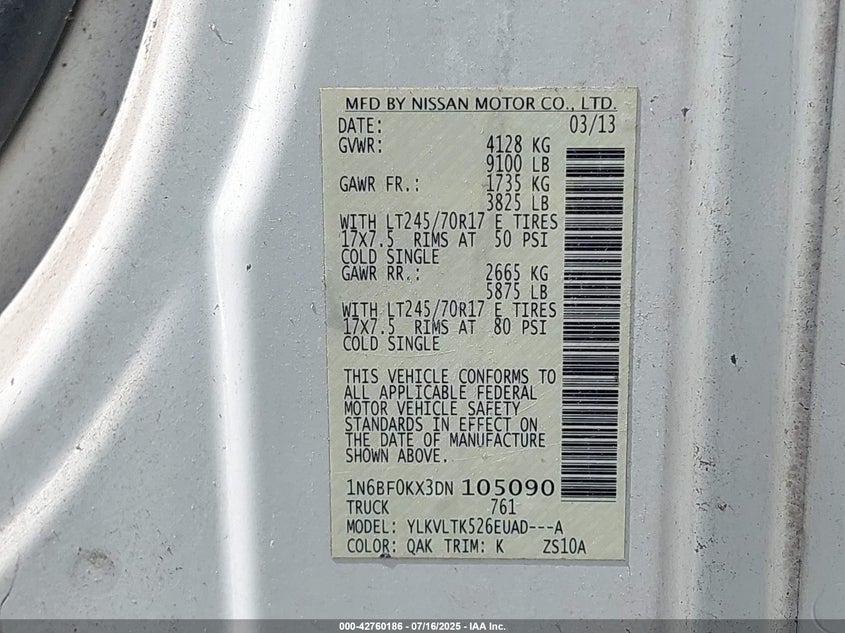 MFD BY NISSAN MOTOR CO., LTD.
DATE: 03/13
GVWR: 4128 KG
9100 LB
GAWR FR.: 1735 KG
3825 LB
WITH LT245/70R17 E TIRES
17X7.5 RIMS AT 50 PSI
COLD SINGLE
GAWR RR.: 2665 KG
5875 LB
WITH LT245/70R17 E TIRES
17X7.5 RIMS AT 80 PSI
COLD SINGLE
THIS VEHICLE CONFORMS TO
ALL APPLICABLE FEDERAL
MOTOR VEHICLE SAFETY
STANDARDS IN EFFECT ON
THE DATE OF MANUFACTURE
SHOWN ABOVE.
1N6BF0KX3DN 105090
TRUCK 761
MODEL: YLKVLTK526EUAD---A
COLOR: QAK TRIM: K ZS10A
000-42760186 - 07/16/2025 - IAA Inc.